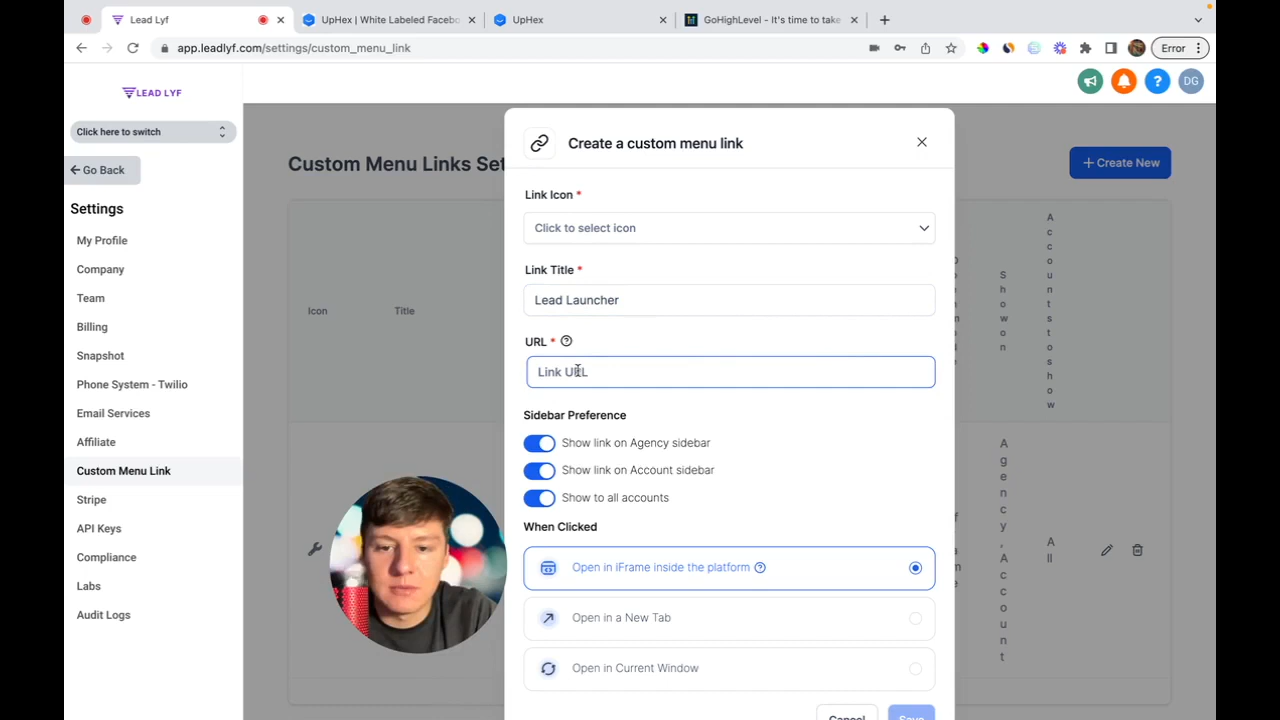 Lead Lyf
UpHex | White Labeled Facebo
UpHex
GoHighLevel - It's time to take
app.leadlyf.com/settings/custom_menu_link
Error
LEAD LYF
DG
Click here to switch
Go Back
Settings
My Profile
Company
Team
Billing
Snapshot
Phone System - Twilio
Email Services
Affiliate
Custom Menu Link
Stripe
API Keys
Compliance
Labs
Audit Logs
Custom Menu Links Set
+ Create New
Icon
Title
Shown on
Accounts to show
Agency, Account
All
Create a custom menu link
Link Icon *
Click to select icon
Link Title *
Lead Launcher
URL *
Link URL
Sidebar Preference
Show link on Agency sidebar
Show link on Account sidebar
Show to all accounts
When Clicked
Open in iFrame inside the platform
Open in a New Tab
Open in Current Window
Cancel
Save